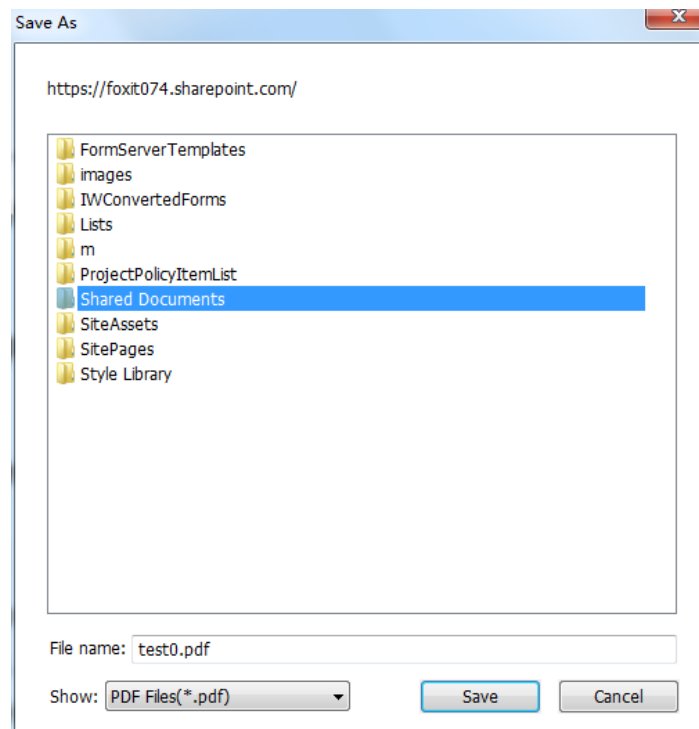 Save As
https://foxit074.sharepoint.com/
FormServerTemplates
images
IWConvertedForms
Lists
m
ProjectPolicyItemList
Shared Documents
SiteAssets
SitePages
Style Library
File name: test0.pdf
Show: PDF Files(*.pdf) Save Cancel